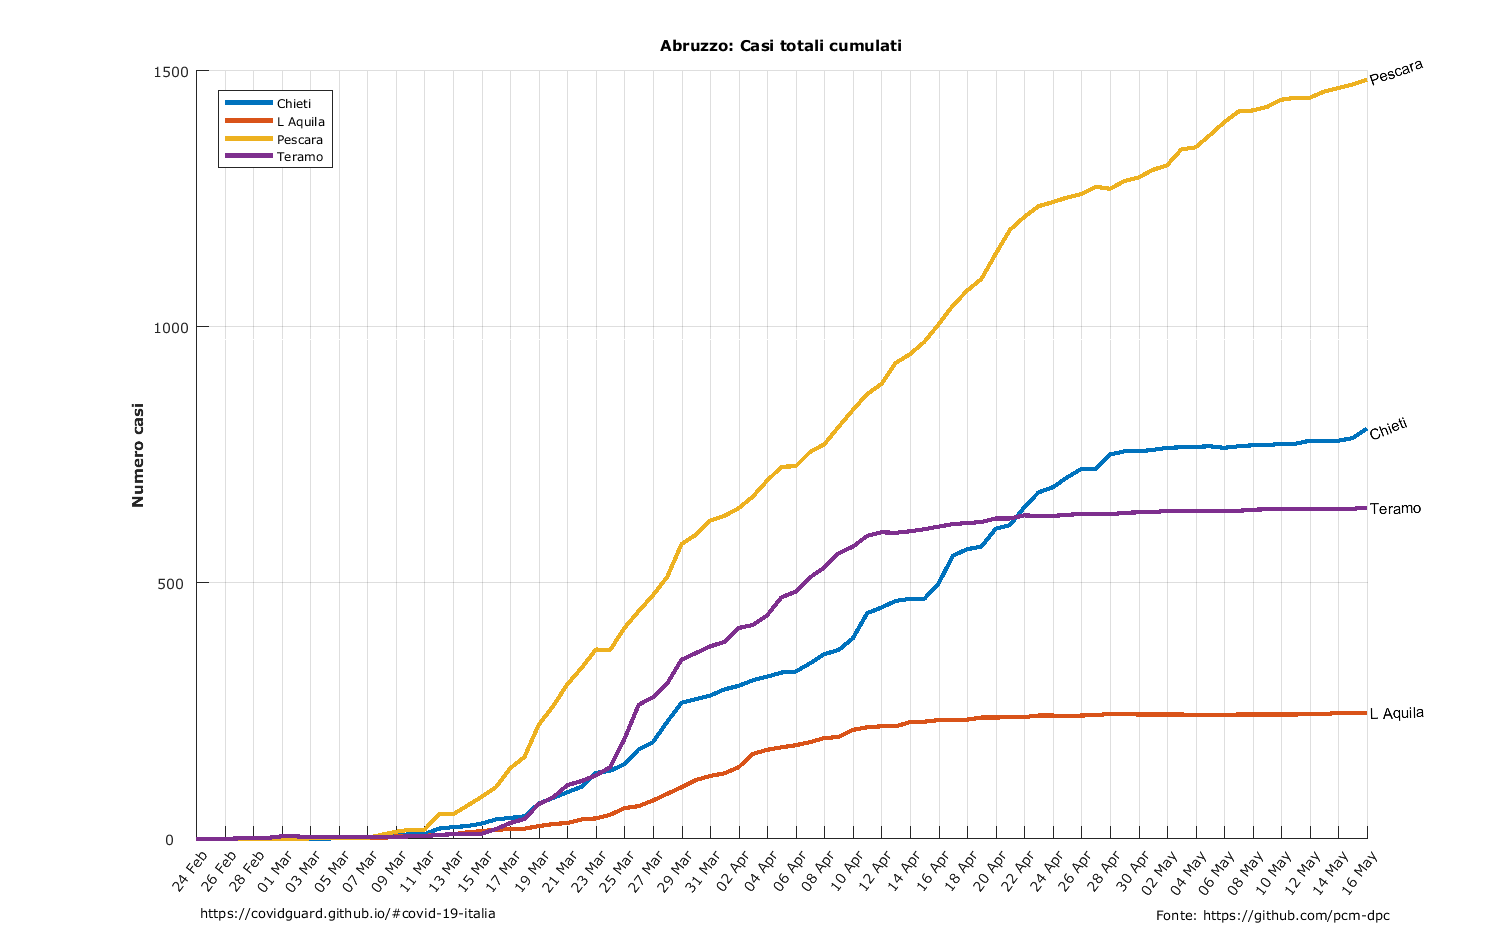 Abruzzo: Casi totali cumulati
1500
1000
500
0
Numero casi
Chieti
L Aquila
Pescara
Teramo
Pescara
Chieti
Teramo
L Aquila
24 Feb
26 Feb
28 Feb
01 Mar
03 Mar
05 Mar
07 Mar
09 Mar
11 Mar
13 Mar
15 Mar
17 Mar
19 Mar
21 Mar
23 Mar
25 Mar
27 Mar
29 Mar
31 Mar
02 Apr
04 Apr
06 Apr
08 Apr
10 Apr
12 Apr
14 Apr
16 Apr
18 Apr
20 Apr
22 Apr
24 Apr
26 Apr
28 Apr
30 Apr
02 May
04 May
06 May
08 May
10 May
12 May
14 May
16 May
https://covidguard.github.io/#covid-19-italia
Fonte: https://github.com/pcm-dpc